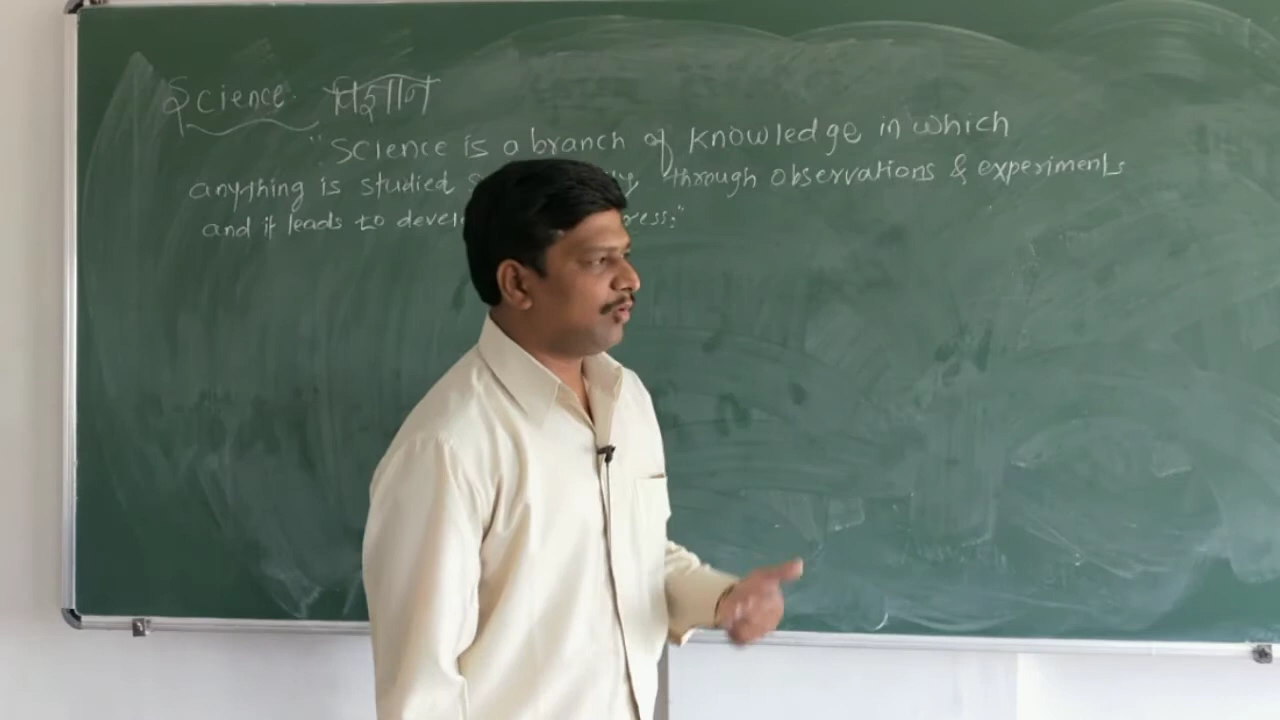 Science. विज्ञान
"Science is a branch of knowledge in which
anything is studied through observations & experiments
and it leads to